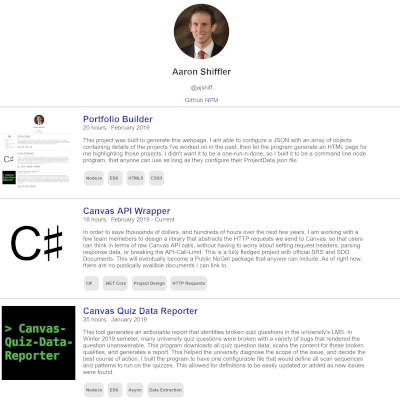 Aaron Shiffler
@ajshiff
GitHub NPM
Portfolio Builder
20 hours, February 2019
This project was built to generate this webpage. I am able to configure a JSON with an array of objects
containing details of the projects I've worked on in the past, then let the program generate an HTML page for
me highlighting those projects. I didn't want it to be a one-run-n-done, so I built it to be a command line node
program, that anyone can use as long as they configure their ProjectData.json file.
NodeJs ES6 HTML5 CSS3
C#
Canvas API Wrapper
18 hours, February 2019 - Current
In order to save thousands of dollars, and hundreds of hours over the next few years, I am working with a
few team memebers to design a library that abstracts the HTTP requests we send to Canvas, so that users
can think in terms of raw Canvas API calls, without having to worry about setting request headers, parsing
response data, or breaking the API-Call-Limit. This is a fully fledged project with official SRS and SDD
Documents. This will eventually become a Public NuGet package that anyone can include. As of right now,
there are no publically availible documents I can link to.
C# .NET Core Project Design HTTP Requests
> Canvas-
Quiz-Data-
Reporter
Canvas Quiz Data Reporter
35 hours, January 2019
This tool generates an actionable report that identifies broken quiz questions in the university's LMS. In
Winter 2019 semeter, many university quiz questions were broken with a variety of bugs that rendered the
question unanswerable. This program downloads all quiz question data, scans the content for these broken
qualities, and generates a report. This helped the university diagnose the scope of the issue, and decide the
best course of action. I built the program to have one configurable file that would define all of our scan sequences
and patterns to run on the quizzes. This allowed for definitions to be easily updated or added as new issues
were found.
NodeJs ES6 Async Data Extraction